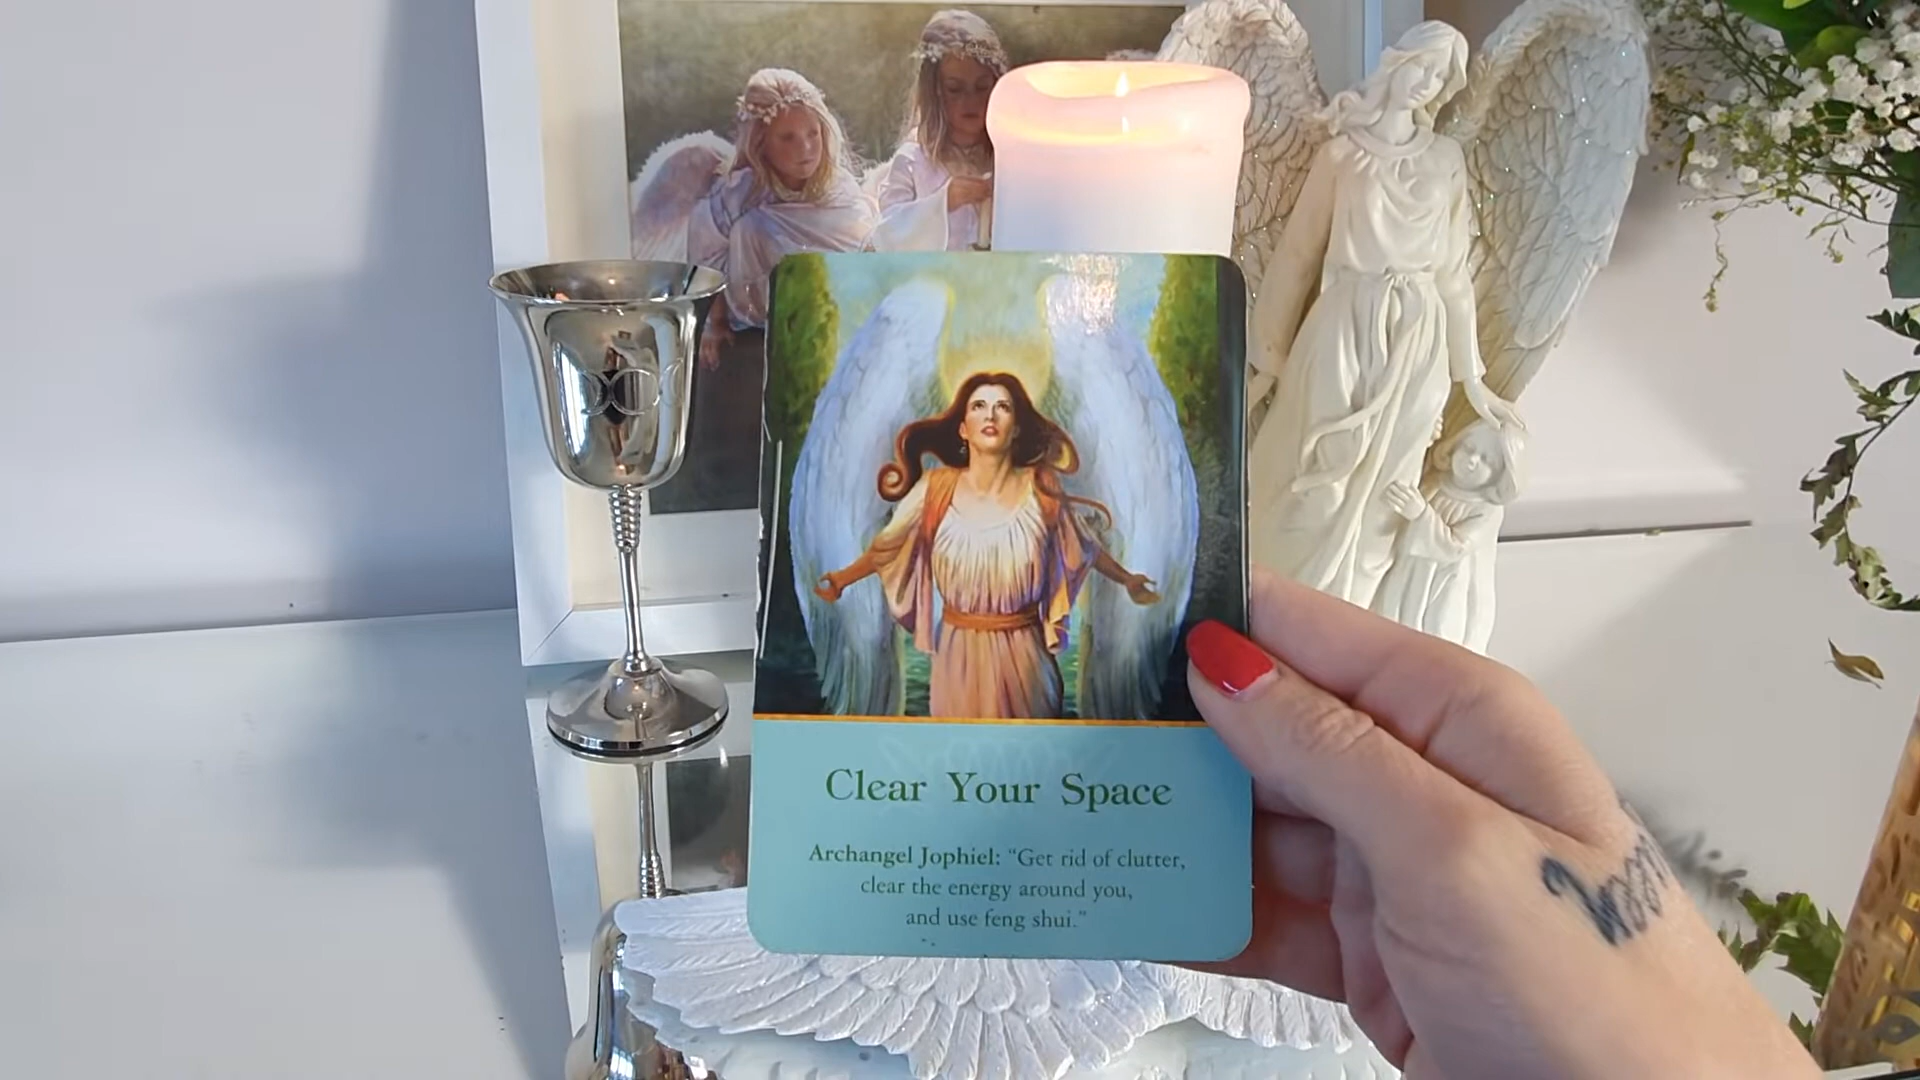 Clear Your Space
Archangel Jophiel: “Get rid of clutter,
clear the energy around you,
and use feng shui.”